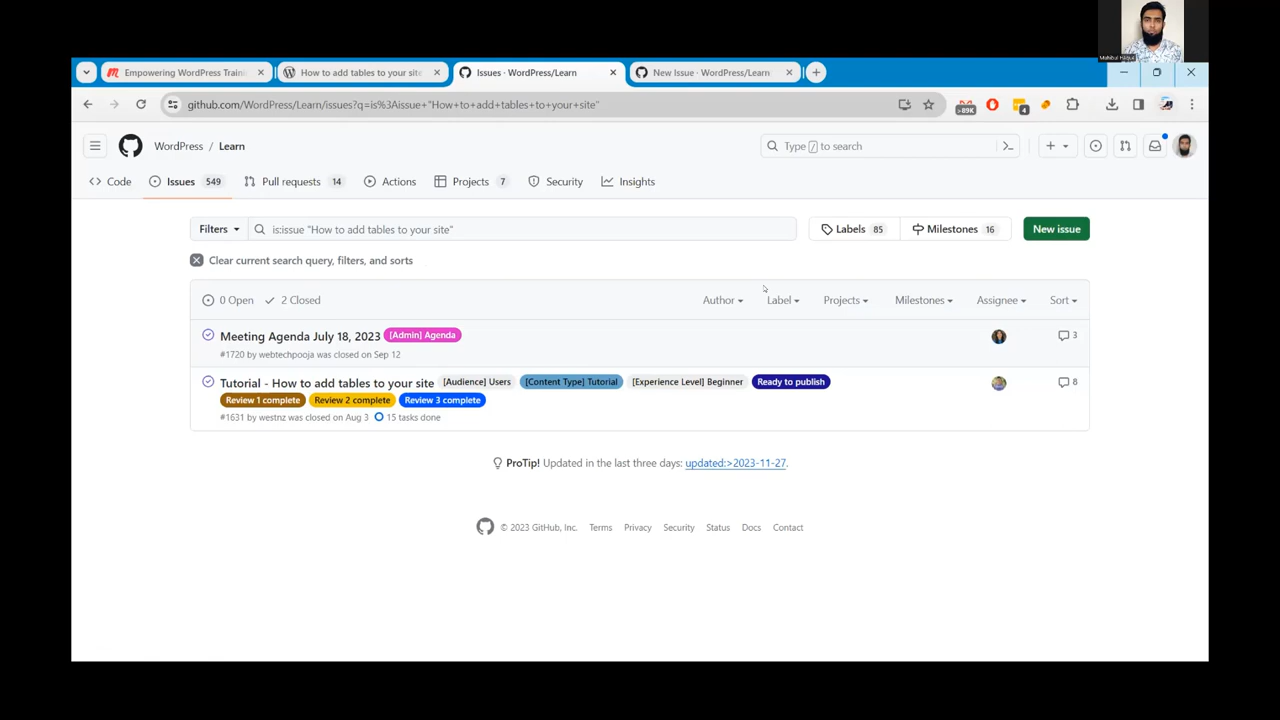 Empowering WordPress Traini
How to add tables to your site
Issues · WordPress/Learn
New Issue · WordPress/Learn
github.com/WordPress/Learn/issues?q=is%3Aissue+"How+to+add+tables+to+your+site"
>89K
4
WordPress / Learn
Type / to search
Code
Issues 549
Pull requests 14
Actions
Projects 7
Security
Insights
Filters
is:issue "How to add tables to your site"
Labels 85
Milestones 16
New issue
Clear current search query, filters, and sorts
0 Open 2 Closed
Author Label Projects Milestones Assignee Sort
Meeting Agenda July 18, 2023 [Admin] Agenda 3
#1720 by webtechpooja was closed on Sep 12
Tutorial - How to add tables to your site [Audience] Users [Content Type] Tutorial [Experience Level] Beginner Ready to publish 8
Review 1 complete Review 2 complete Review 3 complete
#1631 by westnz was closed on Aug 3 15 tasks done
ProTip! Updated in the last three days: updated:>2023-11-27.
© 2023 GitHub, Inc. Terms Privacy Security Status Docs Contact